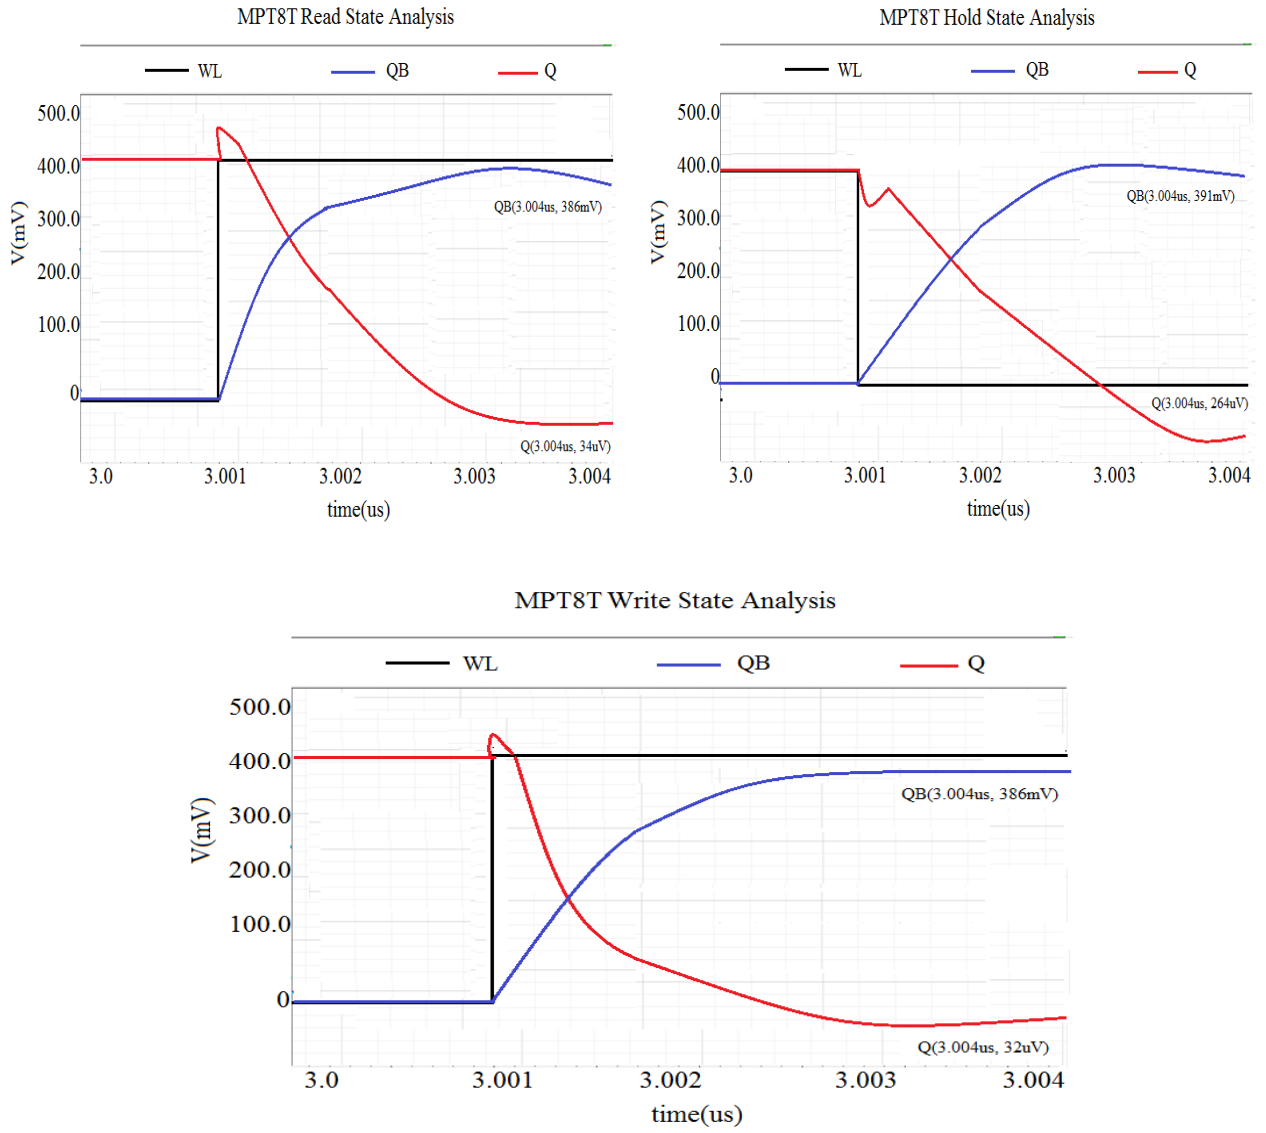 MPT8T Read State Analysis
WL QB Q
500.0
400.0
300.0
200.0
100.0
0
V(mV)
QB(3.004us, 386mV)
Q(3.004us, 34uV)
3.0 3.001 3.002 3.003 3.004
time(us)
MPT8T Hold State Analysis
WL QB Q
500.0
400.0
300.0
200.0
100.0
0
V(mV)
QB(3.004us, 391mV)
Q(3.004us, 264uV)
3.0 3.001 3.002 3.003 3.004
time(us)
MPT8T Write State Analysis
WL QB Q
500.0
400.0
300.0
200.0
100.0
0
V(mV)
QB(3.004us, 386mV)
Q(3.004us, 32uV)
3.0 3.001 3.002 3.003 3.004
time(us)